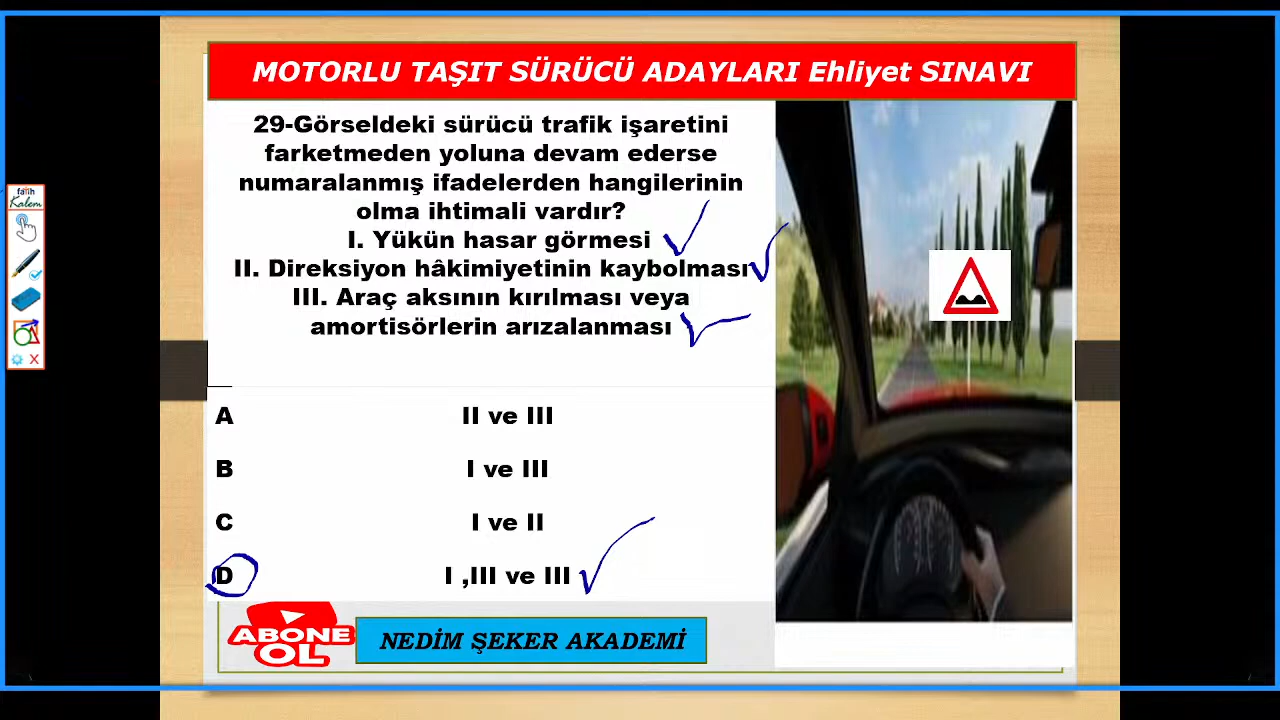 MOTORLU TAŞIT SÜRÜCÜ ADAYLARI Ehliyet SINAVI
29-Görseldeki sürücü trafik işaretini
farketmeden yoluna devam ederse
numaralanmış ifadelerden hangilerinin
olma ihtimali vardır?
I. Yükün hasar görmesi
II. Direksiyon hâkimiyetinin kaybolması
III. Araç aksının kırılması veya
amortisörlerin arızalanması
A II ve III
B I ve III
C I ve II
D I ,III ve III
ABONE
OL
NEDİM ŞEKER AKADEMİ
fatih
Kalem